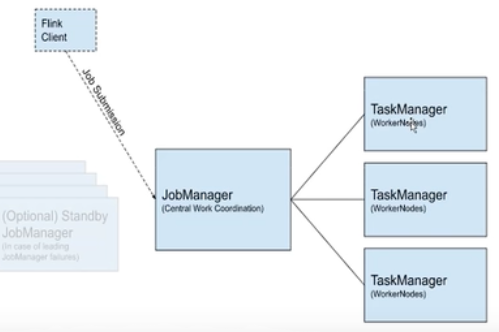 Flink
Client
Job Submission
TaskManager
(WorkerNodes)
JobManager
(Central Work Coordination)
TaskManager
(WorkerNodes)
(Optional) Standby
JobManager
(In case of leading
JobManager failures)
TaskManager
(WorkerNodes)